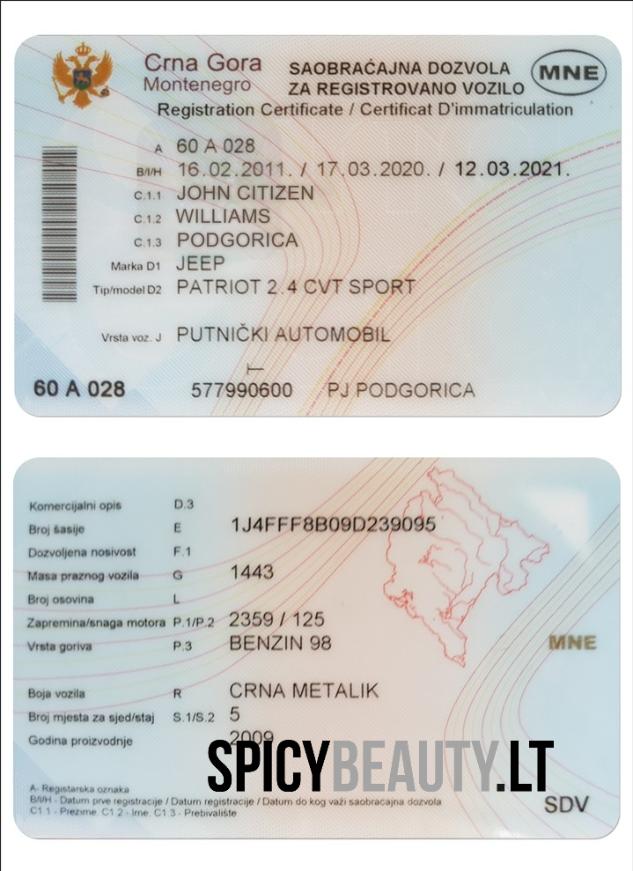 Crna Gora
Montenegro
SAOBRAĆAJNA DOZVOLA
ZA REGISTROVANO VOZILO
MNE
Registration Certificate / Certificat D'immatriculation
A 60 A 028
B/I/H 16.02.2011. / 17.03.2020. / 12.03.2021.
C.1.1 JOHN CITIZEN
C.1.2 WILLIAMS
C.1.3 PODGORICA
Marka D1 JEEP
Tip/model D2 PATRIOT 2.4 CVT SPORT
Vrsta voz. J PUTNIČKI AUTOMOBIL
60 A 028 577990600 PJ PODGORICA
Komercijalni opis D.3
Broj šasije E 1J4FFF8B09D239095
Dozvoljena nosivost F.1
Masa praznog vozila G 1443
Broj osovina L
Zapremina/snaga motora P.1/P.2 2359 / 125
Vrsta goriva P.3 BENZIN 98
MNE
Boja vozila R CRNA METALIK
Broj mjesta za sjed/staj S.1/S.2 5
Godina proizvodnje 2009
SPICYBEAUTY.LT
A- Registarska oznaka
B/I/H - Datum prve registracije / Datum registracije / Datum do kog važi saobracajna dozvola
C1 1 - Prezime. C1 2 - Ime. C1 3 - Prebivalište
SDV